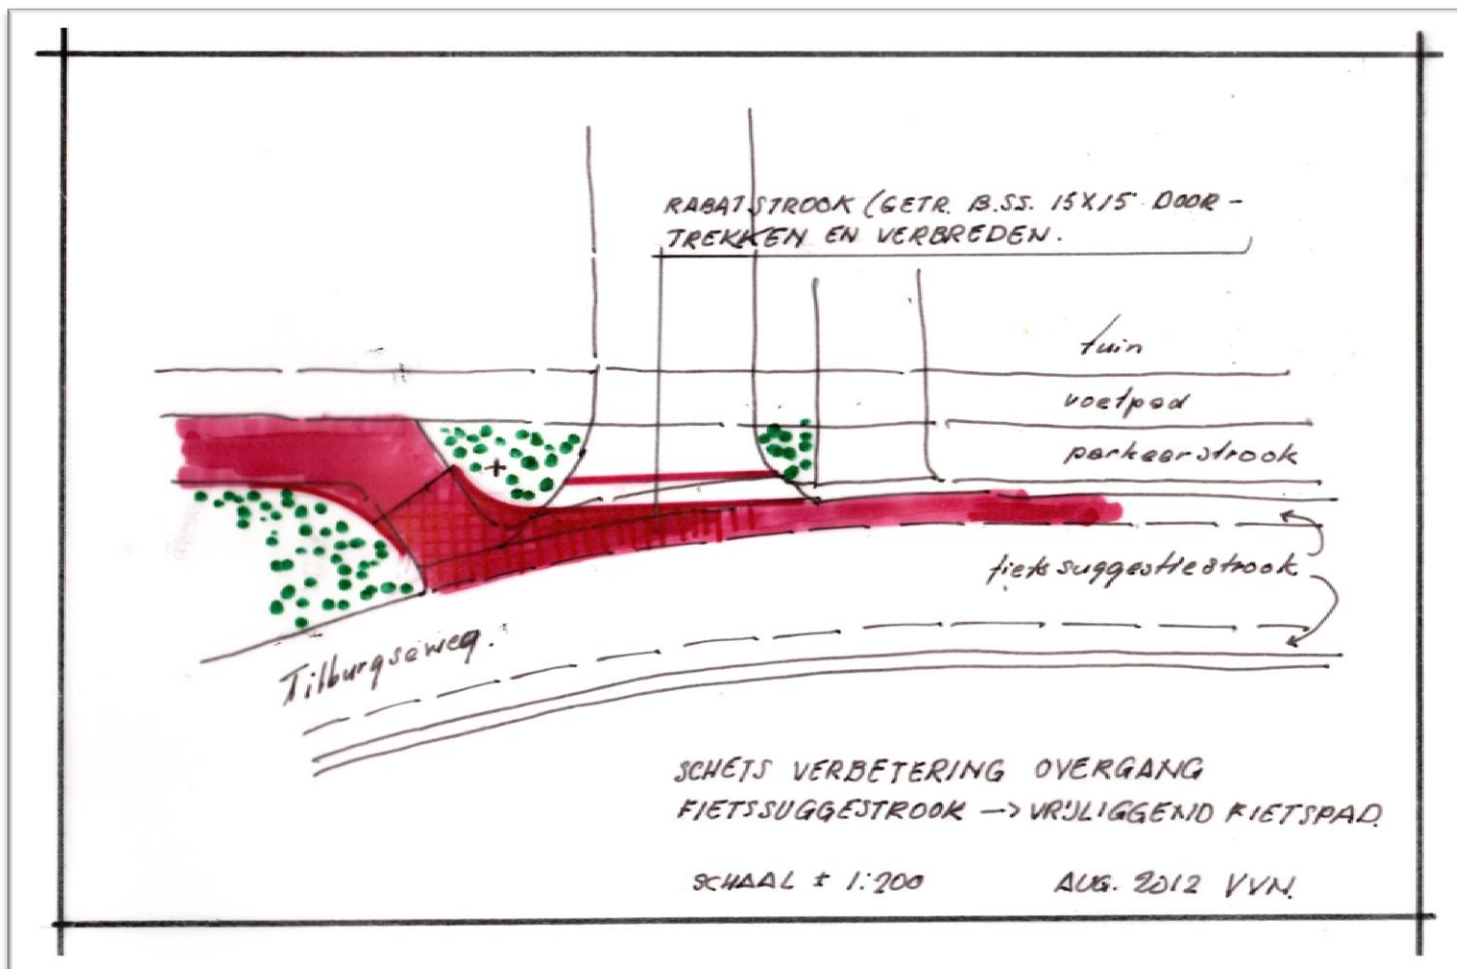 RABATSTROOK (GETR. B.SS. 15X15 DOOR-
TREKKEN EN VERBREDEN.
tuin
voetpad
parkeerstrook
fietssuggestiestrook
Tilburgseweg.
SCHETS VERBETERING OVERGANG
FIETSSUGGESTROOK -> VRIJLIGGEND FIETSPAD.
SCHAAL ± 1:200 AUG. 2012 VVN.